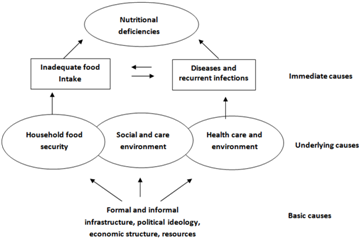 Nutritional
deficiencies
Inadequate food
Intake
Diseases and
recurrent infections
Immediate causes
Household food
security
Social and care
environment
Health care and
environment
Underlying causes
Formal and informal
infrastructure, political ideology,
economic structure, resources
Basic causes